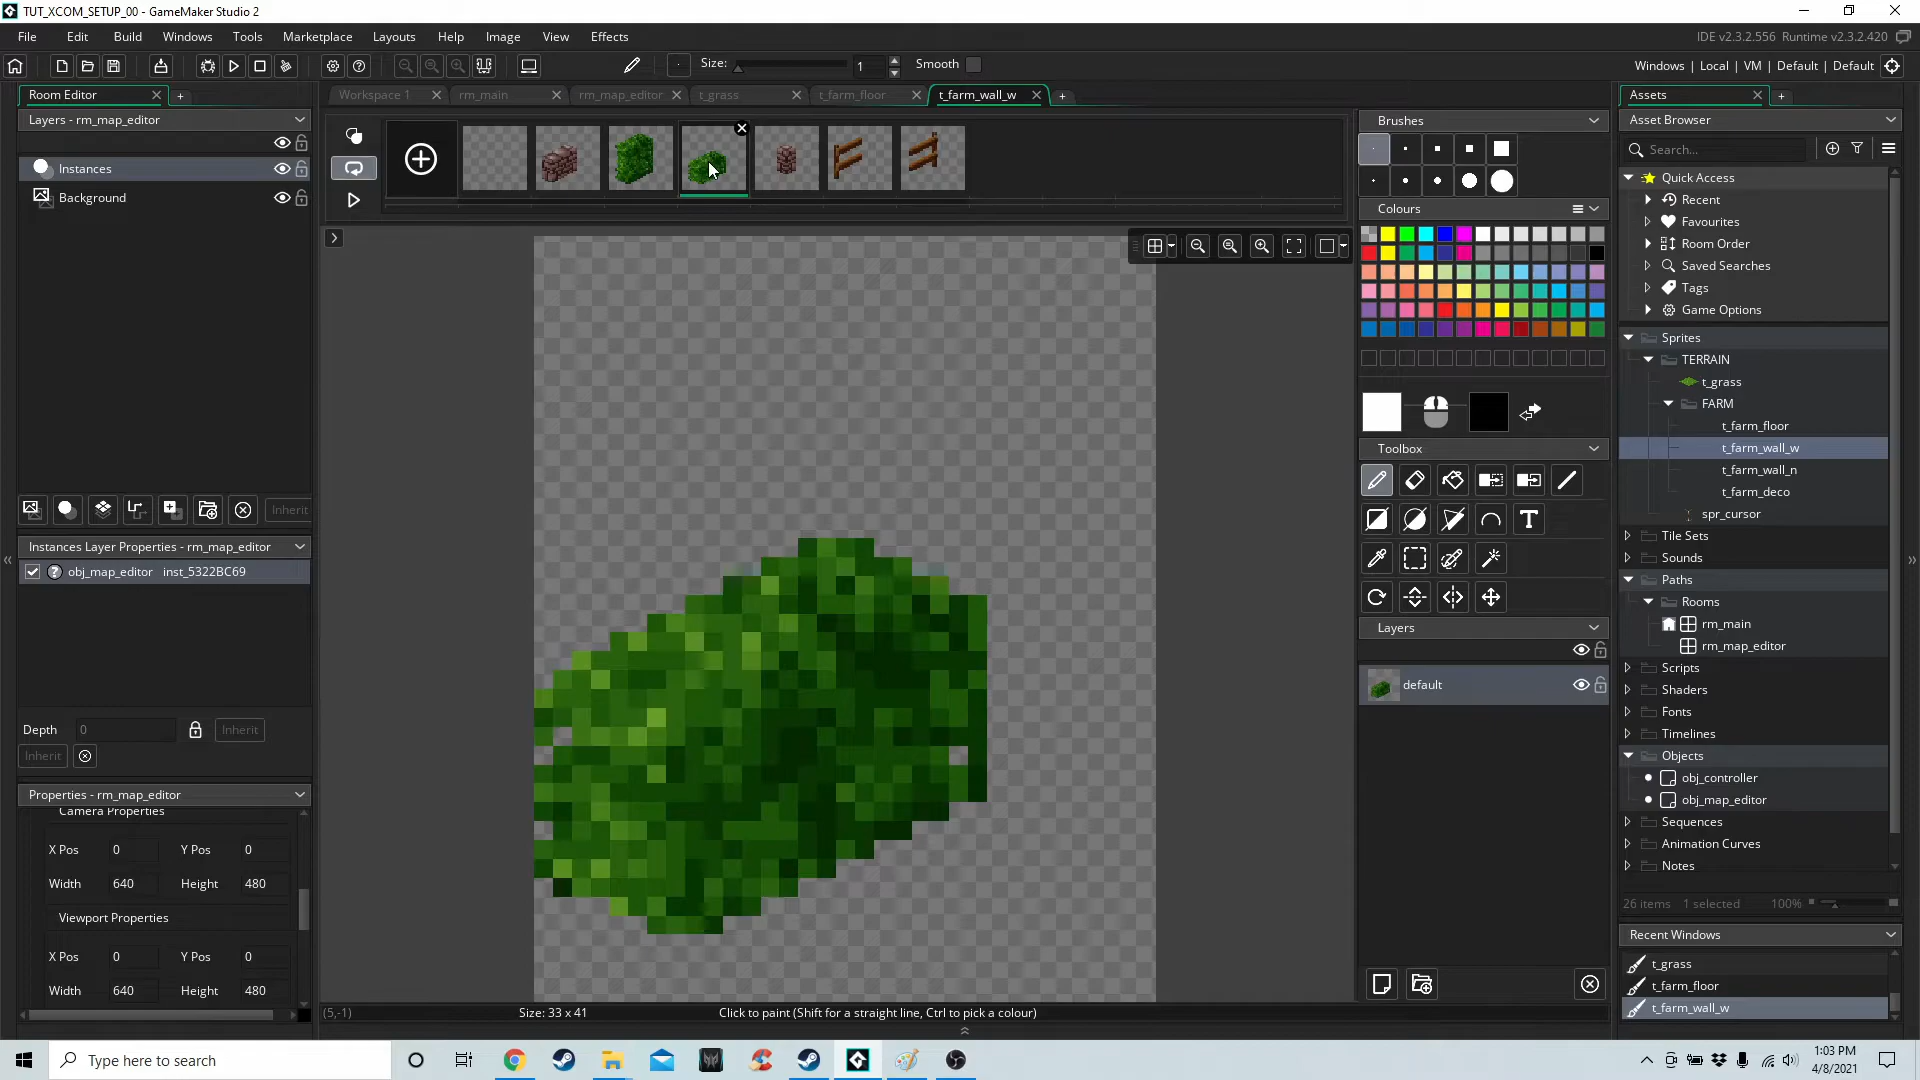 TUT_XCOM_SETUP_00 - GameMaker Studio 2
File Edit Build Windows Tools Marketplace Layouts Help Image View Effects
IDE v2.3.2.556 Runtime v2.3.2.420
Size: 1 Smooth
Windows | Local | VM | Default | Default
Room Editor
Workspace 1
rm_main
rm_map_editor
t_grass
t_farm_floor
t_farm_wall_w
Layers - rm_map_editor
Instances
Background
Inherit
Instances Layer Properties - rm_map_editor
obj_map_editor inst_5322BC69
Depth 0 Inherit
Inherit
Properties - rm_map_editor
Camera Properties
X Pos 0 Y Pos 0
Width 640 Height 480
Viewport Properties
X Pos 0 Y Pos 0
Width 640 Height 480
(5,-1)
Size: 33 x 41
Click to paint (Shift for a straight line, Ctrl to pick a colour)
Brushes
Colours
Toolbox
T
Layers
default
Assets
Asset Browser
Search...
Quick Access
Recent
Favourites
Room Order
Saved Searches
Tags
Game Options
Sprites
TERRAIN
t_grass
FARM
t_farm_floor
t_farm_wall_w
t_farm_wall_n
t_farm_deco
spr_cursor
Tile Sets
Sounds
Paths
Rooms
rm_main
rm_map_editor
Scripts
Shaders
Fonts
Timelines
Objects
obj_controller
obj_map_editor
Sequences
Animation Curves
Notes
26 items 1 selected 100%
Recent Windows
t_grass
t_farm_floor
t_farm_wall_w
Type here to search
1:03 PM
4/8/2021